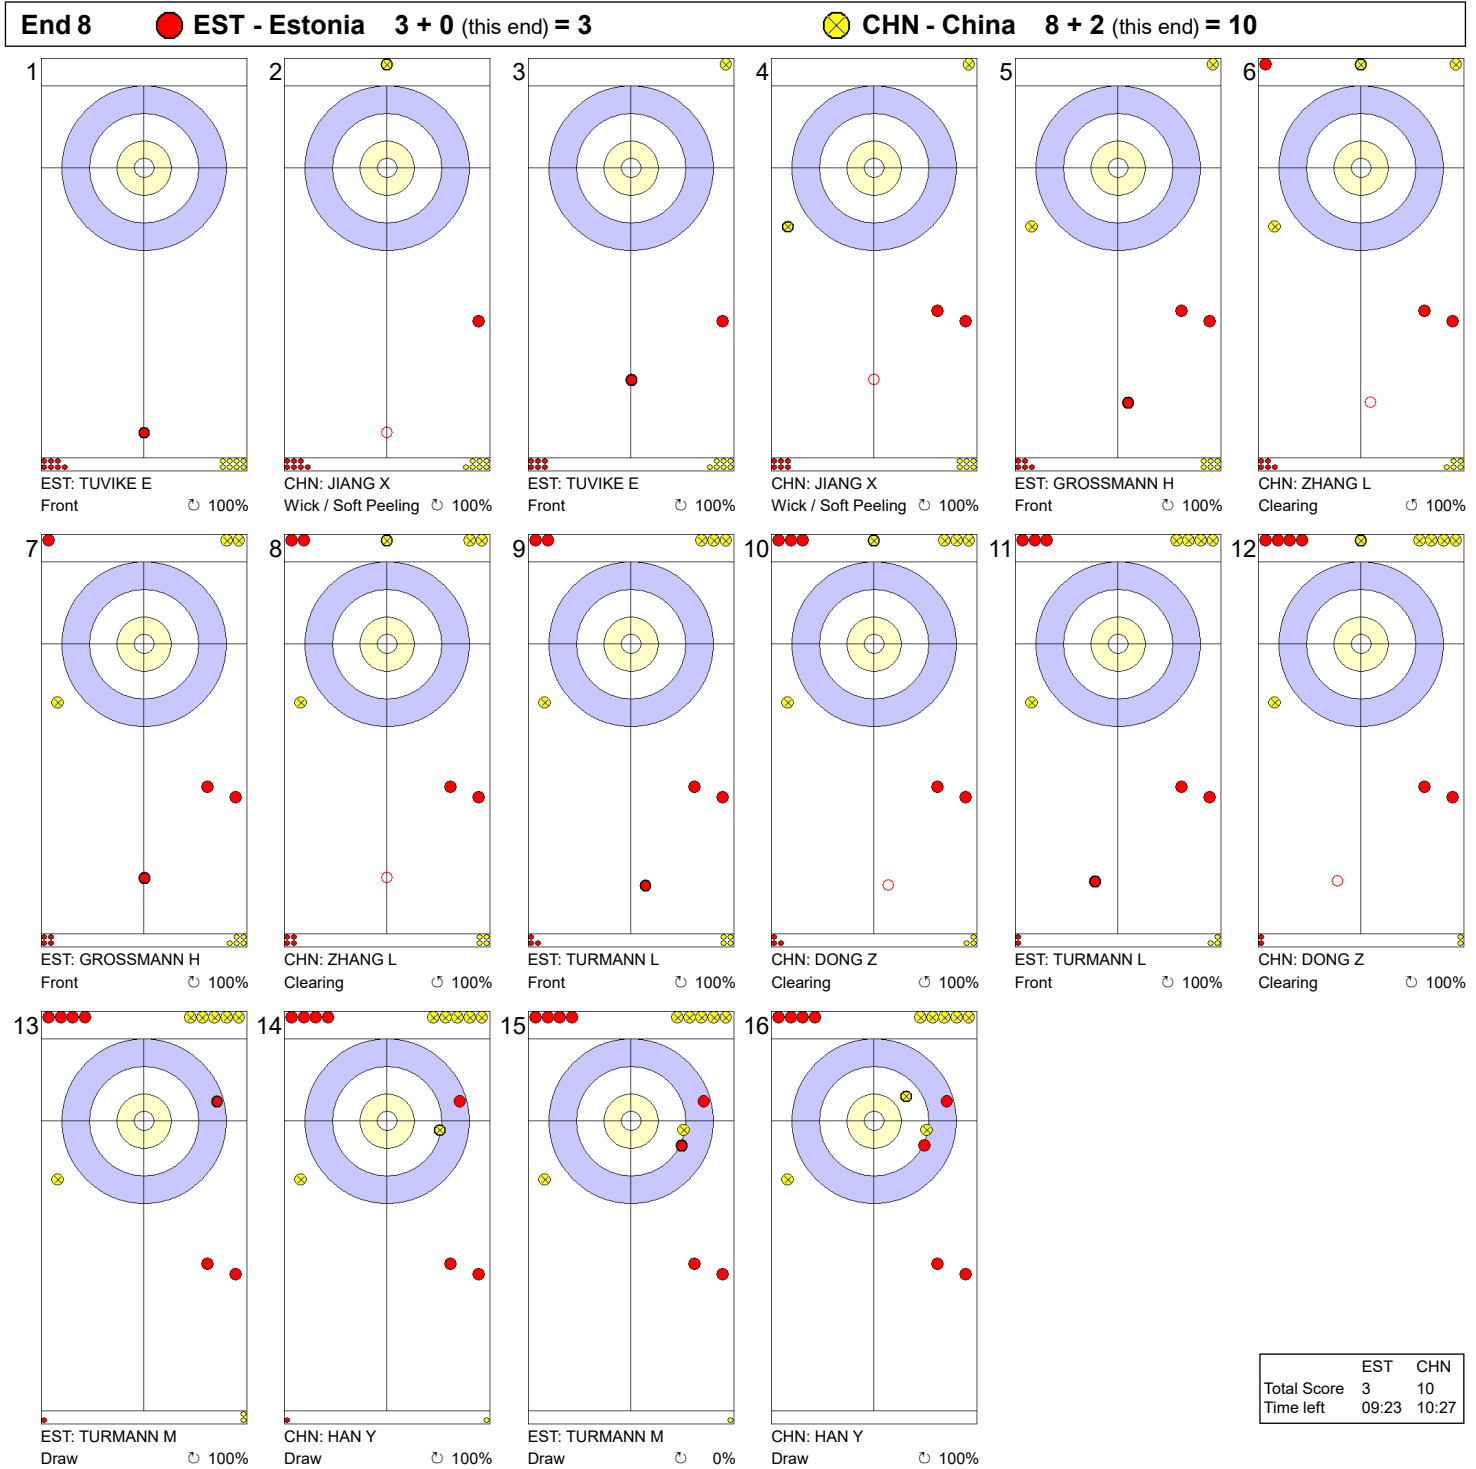 End 8 EST - Estonia 3 + 0 (this end) = 3 CHN - China 8 + 2 (this end) = 10
1 2 3 4 5 6
EST: TUVIKE E CHN: JIANG X EST: TUVIKE E CHN: JIANG X EST: GROSSMANN H CHN: ZHANG L
Front ↻ 100% Wick / Soft Peeling ↻ 100% Front ↻ 100% Wick / Soft Peeling ↻ 100% Front ↻ 100% Clearing ↺ 100%
7 8 9 10 11 12
EST: GROSSMANN H CHN: ZHANG L EST: TURMANN L CHN: DONG Z EST: TURMANN L CHN: DONG Z
Front ↻ 100% Clearing ↺ 100% Front ↻ 100% Clearing ↺ 100% Front ↻ 100% Clearing ↺ 100%
13 14 15 16
EST CHN
Total Score 3 10
Time left 09:23 10:27
EST: TURMANN M CHN: HAN Y EST: TURMANN M CHN: HAN Y
Draw ↻ 100% Draw ↻ 100% Draw ↻ 0% Draw ↻ 100%